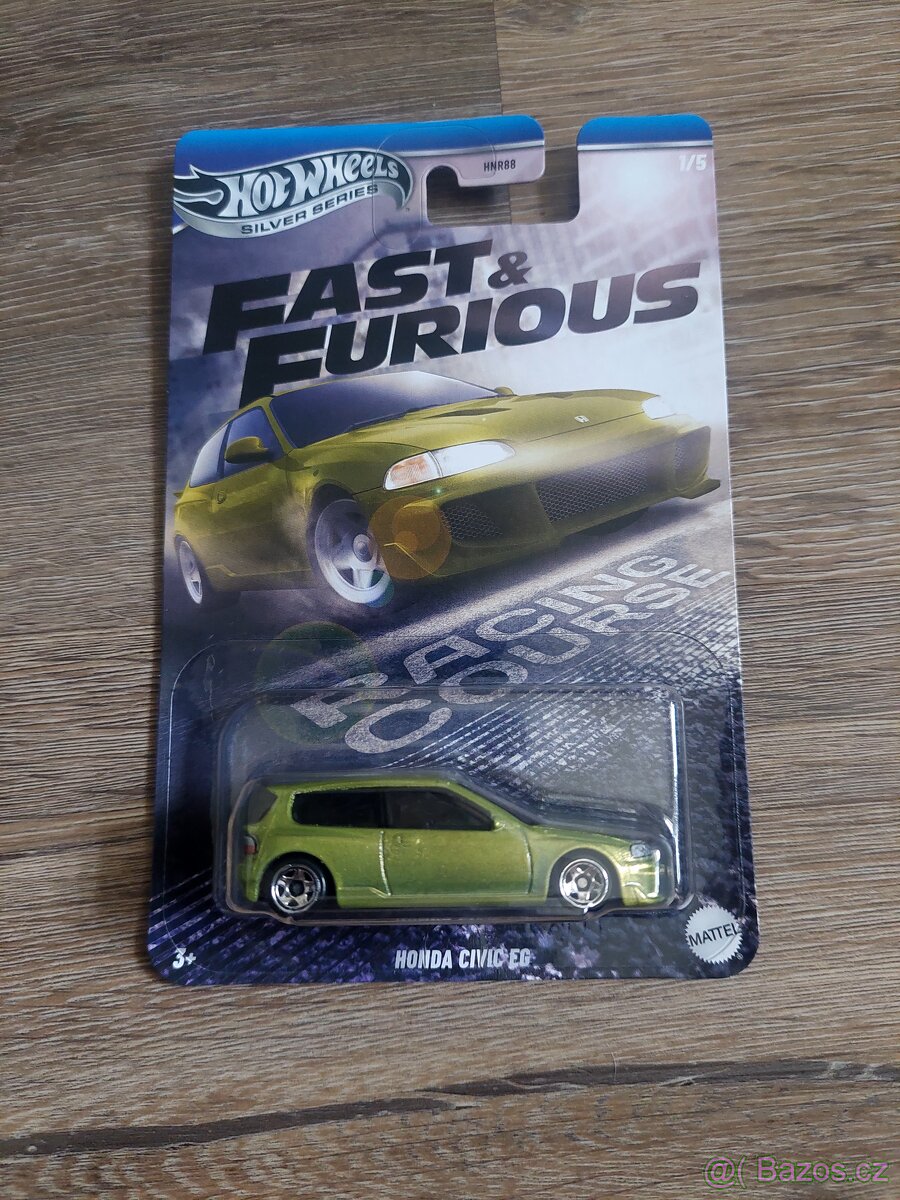 HNR88
1/5
HOT WHEELS
SILVER SERIES
FAST &
FURIOUS
RACING
COURSE
MATTEL
3+
HONDA CIVIC EG
@( Bazos.cz